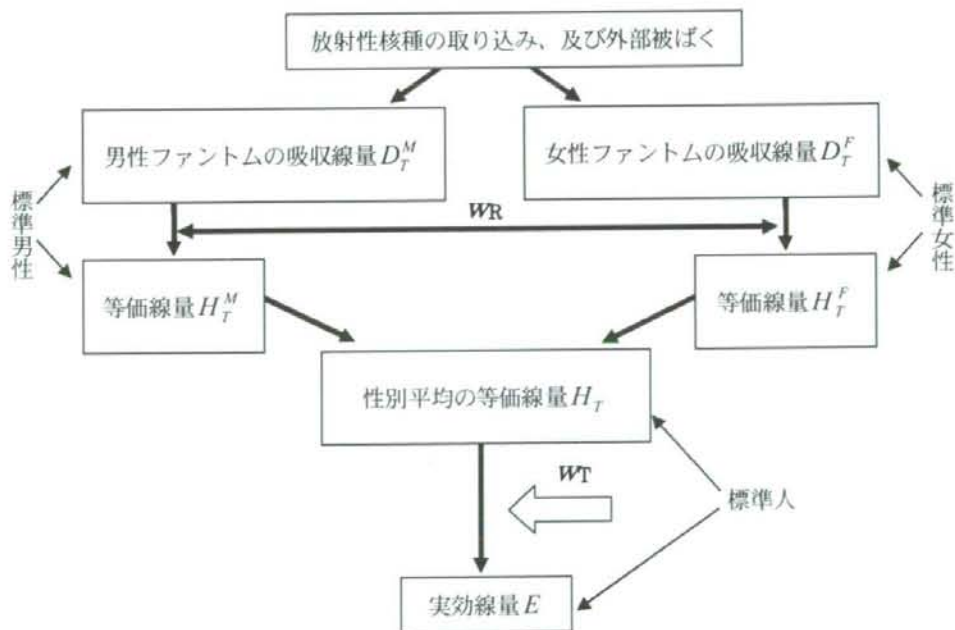 放射性核種の取り込み、及び外部被ばく
男性ファントムの吸収線量 D_T^M
女性ファントムの吸収線量 D_T^F
標準男性
wR
標準女性
等価線量 H_T^M
等価線量 H_T^F
性別平均の等価線量 H_T
wT
標準人
実効線量 E